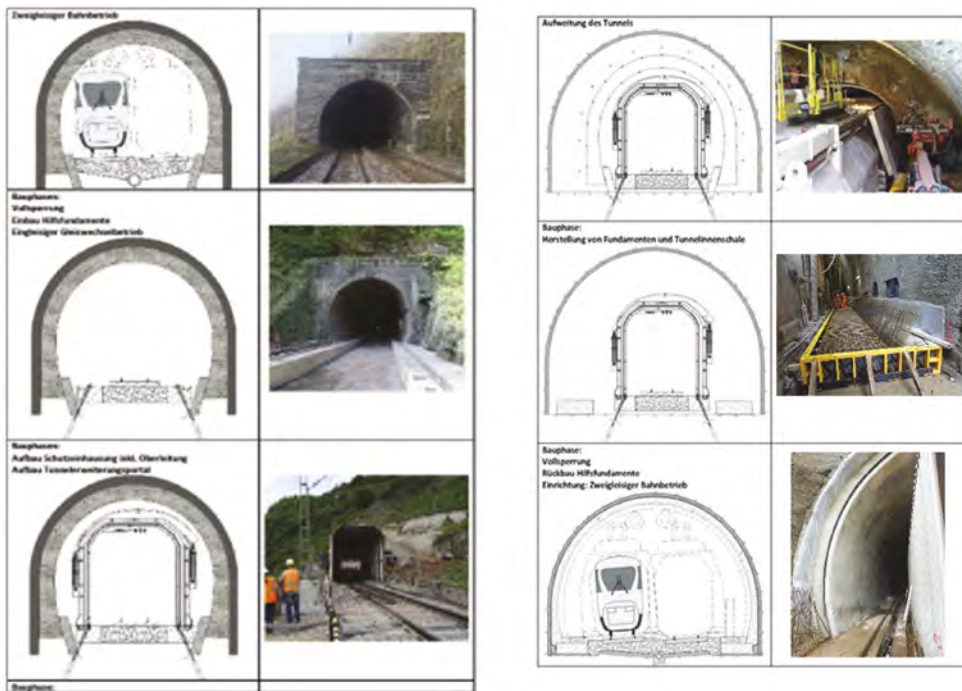 Zweigleisiger Bahnbetrieb
Bauphasen:
Vollsperrung
Einbau Hilfsfundamente
Eingleisiger Gleiswechselbetrieb
Bauphasen:
Aufbau Schutzeinhausung inkl. Oberleitung
Aufbau Tunnelerweiterungsportal
Bauphase:
Aufweitung des Tunnels
Bauphase:
Herstellung von Fundamenten und Tunnelinnenschale
Bauphase:
Vollsperrung
Rückbau Hilfsfundamente
Einrichtung: Zweigleisiger Bahnbetrieb